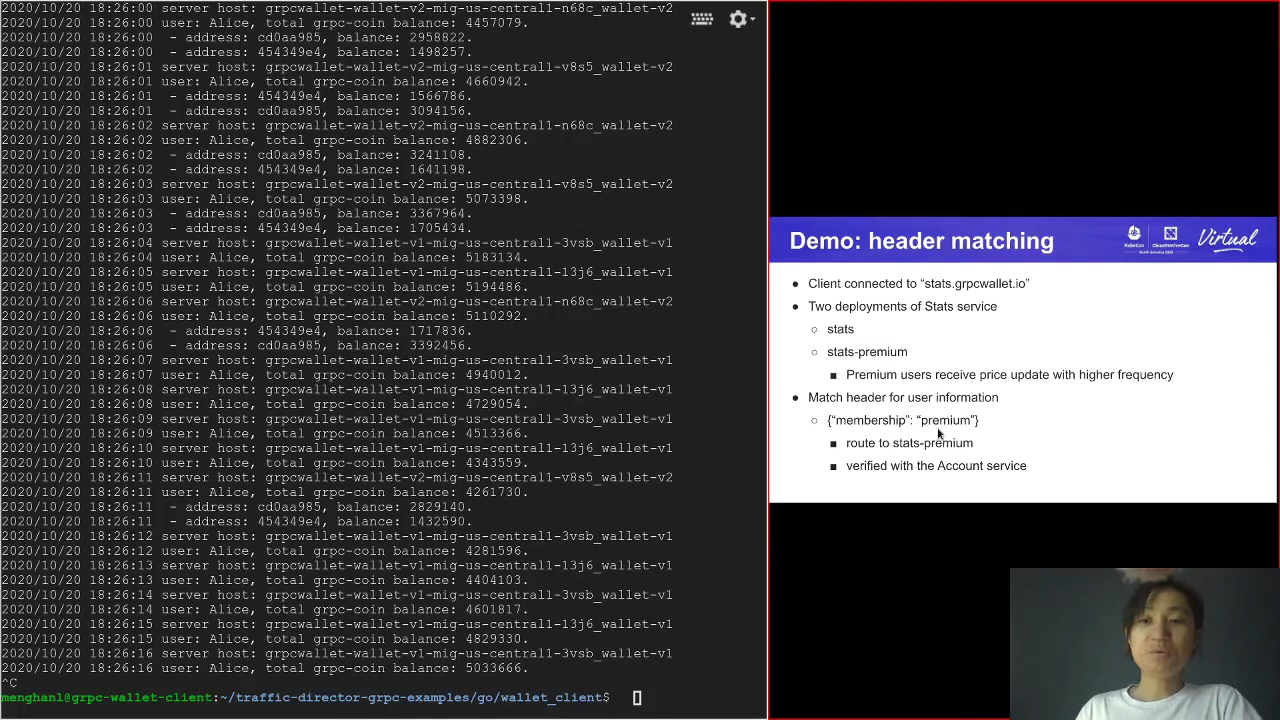 2020/10/20 18:26:00 server host: grpcwallet-wallet-v2-mig-us-central1-n68c_wallet-v2
2020/10/20 18:26:00 user: Alice, total grpc-coin balance: 4457079.
2020/10/20 18:26:00  - address: cd0aa985, balance: 2958822.
2020/10/20 18:26:00  - address: 454349e4, balance: 1498257.
2020/10/20 18:26:01 server host: grpcwallet-wallet-v2-mig-us-central1-v8s5_wallet-v2
2020/10/20 18:26:01 user: Alice, total grpc-coin balance: 4660942.
2020/10/20 18:26:01  - address: 454349e4, balance: 1566786.
2020/10/20 18:26:01  - address: cd0aa985, balance: 3094156.
2020/10/20 18:26:02 server host: grpcwallet-wallet-v2-mig-us-central1-n68c_wallet-v2
2020/10/20 18:26:02 user: Alice, total grpc-coin balance: 4882306.
2020/10/20 18:26:02  - address: cd0aa985, balance: 3241108.
2020/10/20 18:26:02  - address: 454349e4, balance: 1641198.
2020/10/20 18:26:03 server host: grpcwallet-wallet-v2-mig-us-central1-v8s5_wallet-v2
2020/10/20 18:26:03 user: Alice, total grpc-coin balance: 5073398.
2020/10/20 18:26:03  - address: cd0aa985, balance: 3367964.
2020/10/20 18:26:03  - address: 454349e4, balance: 1705434.
2020/10/20 18:26:04 server host: grpcwallet-wallet-v1-mig-us-central1-3vsb_wallet-v1
2020/10/20 18:26:04 user: Alice, total grpc-coin balance: 5183134.
2020/10/20 18:26:05 server host: grpcwallet-wallet-v1-mig-us-central1-13j6_wallet-v1
2020/10/20 18:26:05 user: Alice, total grpc-coin balance: 5194486.
2020/10/20 18:26:06 server host: grpcwallet-wallet-v2-mig-us-central1-n68c_wallet-v2
2020/10/20 18:26:06 user: Alice, total grpc-coin balance: 5110292.
2020/10/20 18:26:06  - address: 454349e4, balance: 1717836.
2020/10/20 18:26:06  - address: cd0aa985, balance: 3392456.
2020/10/20 18:26:07 server host: grpcwallet-wallet-v1-mig-us-central1-3vsb_wallet-v1
2020/10/20 18:26:07 user: Alice, total grpc-coin balance: 4940012.
2020/10/20 18:26:08 server host: grpcwallet-wallet-v1-mig-us-central1-13j6_wallet-v1
2020/10/20 18:26:08 user: Alice, total grpc-coin balance: 4729054.
2020/10/20 18:26:09 server host: grpcwallet-wallet-v1-mig-us-central1-3vsb_wallet-v1
2020/10/20 18:26:09 user: Alice, total grpc-coin balance: 4513366.
2020/10/20 18:26:10 server host: grpcwallet-wallet-v1-mig-us-central1-13j6_wallet-v1
2020/10/20 18:26:10 user: Alice, total grpc-coin balance: 4343559.
2020/10/20 18:26:11 server host: grpcwallet-wallet-v2-mig-us-central1-v8s5_wallet-v2
2020/10/20 18:26:11 user: Alice, total grpc-coin balance: 4261730.
2020/10/20 18:26:11  - address: cd0aa985, balance: 2829140.
2020/10/20 18:26:11  - address: 454349e4, balance: 1432590.
2020/10/20 18:26:12 server host: grpcwallet-wallet-v1-mig-us-central1-3vsb_wallet-v1
2020/10/20 18:26:12 user: Alice, total grpc-coin balance: 4281596.
2020/10/20 18:26:13 server host: grpcwallet-wallet-v1-mig-us-central1-13j6_wallet-v1
2020/10/20 18:26:13 user: Alice, total grpc-coin balance: 4404103.
2020/10/20 18:26:14 server host: grpcwallet-wallet-v1-mig-us-central1-3vsb_wallet-v1
2020/10/20 18:26:14 user: Alice, total grpc-coin balance: 4601817.
2020/10/20 18:26:15 server host: grpcwallet-wallet-v1-mig-us-central1-13j6_wallet-v1
2020/10/20 18:26:15 user: Alice, total grpc-coin balance: 4829330.
2020/10/20 18:26:16 server host: grpcwallet-wallet-v1-mig-us-central1-3vsb_wallet-v1
2020/10/20 18:26:16 user: Alice, total grpc-coin balance: 5033666.
^C
menghanl@grpc-wallet-client:~/traffic-director-grpc-examples/go/wallet_client$
Demo: header matching
KubeCon CloudNativeCon
Virtual
North America 2020
● Client connected to “stats.grpcwallet.io”
● Two deployments of Stats service
○ stats
○ stats-premium
■ Premium users receive price update with higher frequency
● Match header for user information
○ {“membership”: “premium”}
■ route to stats-premium
■ verified with the Account service